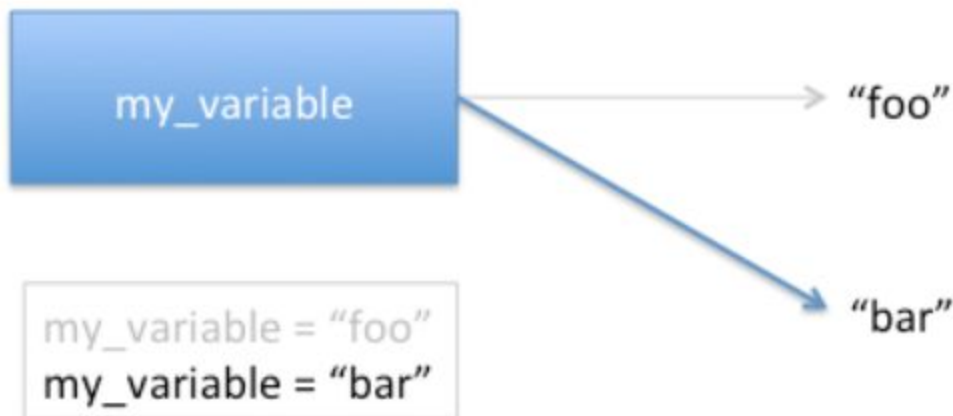 my_variable
“foo”
“bar”
my_variable = “foo”
my_variable = “bar”